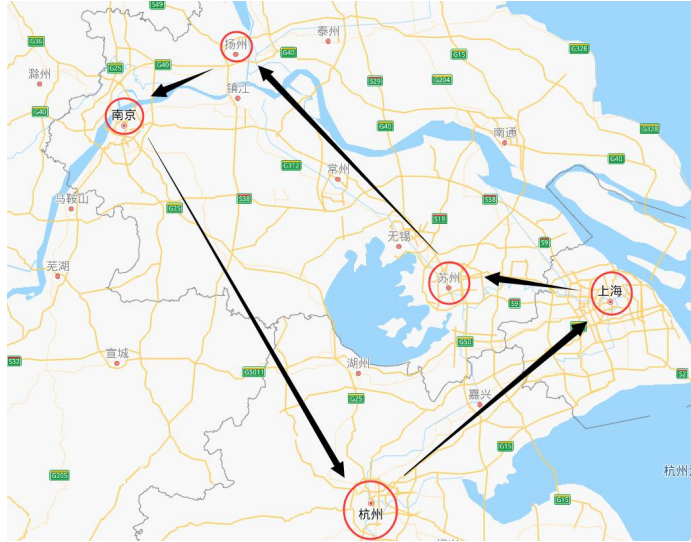 S49
G328
G36
扬州
泰州
G40
G15
滁州
G25
G40
镇江
S29
G204
G40
南京
G40
南通
G328
G312
常州
G40
马鞍山
G25
S38
S38
S19
无锡
S9
芜湖
苏州
上海
S9
G50
宣城
S32
G5011
湖州
S2
G25
嘉兴
G15
G205
杭州
杭州
G15